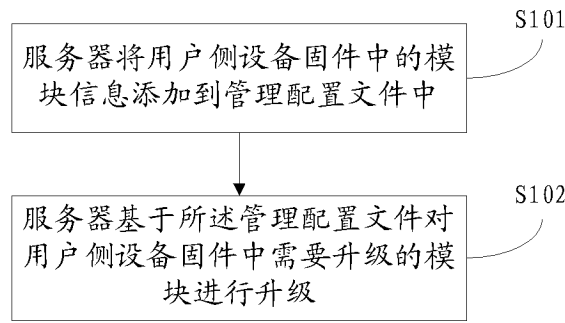 S101
服务器将用户侧设备固件中的模
块信息添加到管理配置文件中
S102
服务器基于所述管理配置文件对
用户侧设备固件中需要升级的模
块进行升级